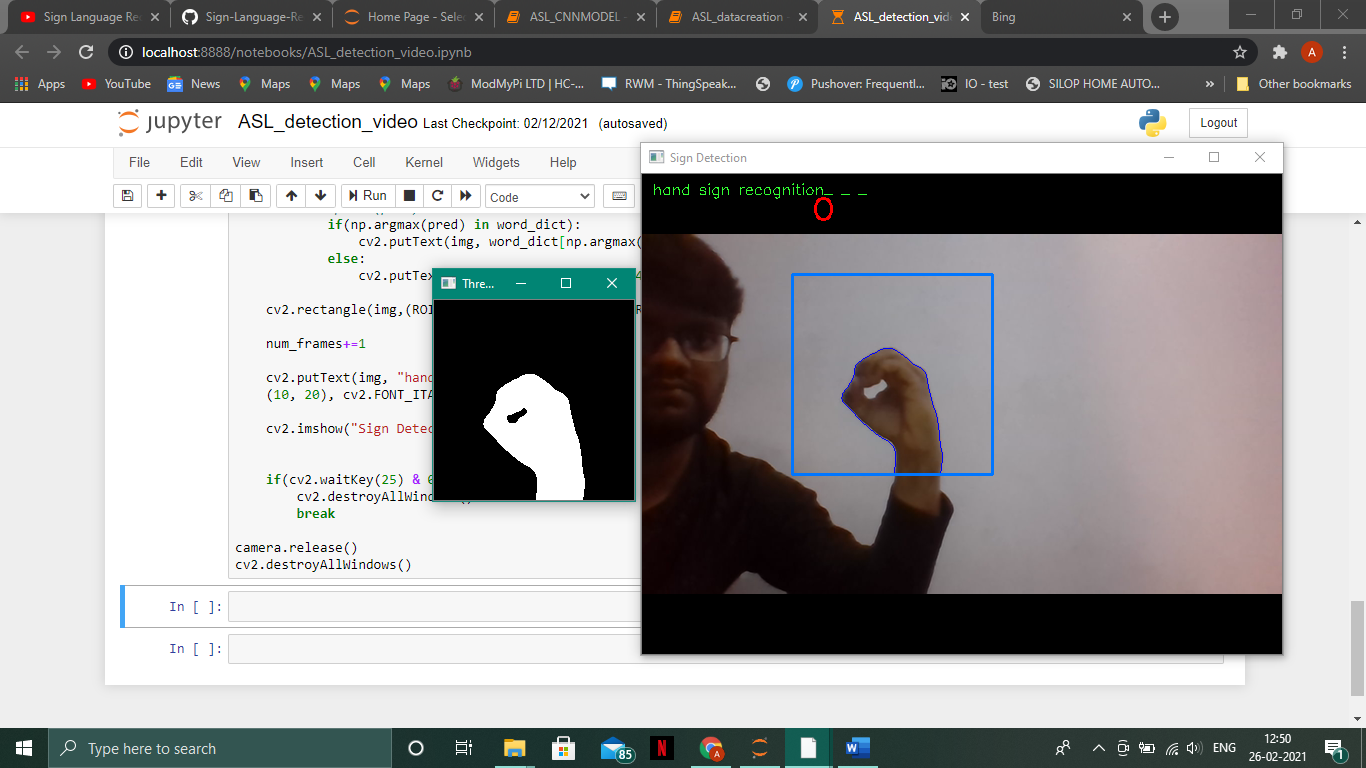 Sign Language Re
Sign-Language-Re
Home Page - Sele
ASL_CNNMODEL -
ASL_datacreation -
ASL_detection_vid
Bing
localhost:8888/notebooks/ASL_detection_video.ipynb
A
Apps
YouTube
News
Maps
Maps
Maps
ModMyPi LTD | HC-...
RWM - ThingSpeak...
Pushover: Frequentl...
IO - test
SILOP HOME AUTO...
»
Other bookmarks
jupyter ASL_detection_video Last Checkpoint: 02/12/2021 (autosaved)
Logout
File Edit View Insert Cell Kernel Widgets Help
Run
Code
if(np.argmax(pred) in word_dict):
cv2.putText(img, word_dict[np.argmax(
else:
cv2.putTe
cv2.rectangle(img,(ROI
num_frames+=1
cv2.putText(img, "hand
(10, 20), cv2.FONT_ITA
cv2.imshow("Sign Detec
if(cv2.waitKey(25) &
cv2.destroyAllWin
break
camera.release()
cv2.destroyAllWindows()
In [ ]:
In [ ]:
Thre...
Sign Detection
hand sign recognition_ _ _
O
Type here to search
85
N
A
W
ENG
12:50
26-02-2021
1